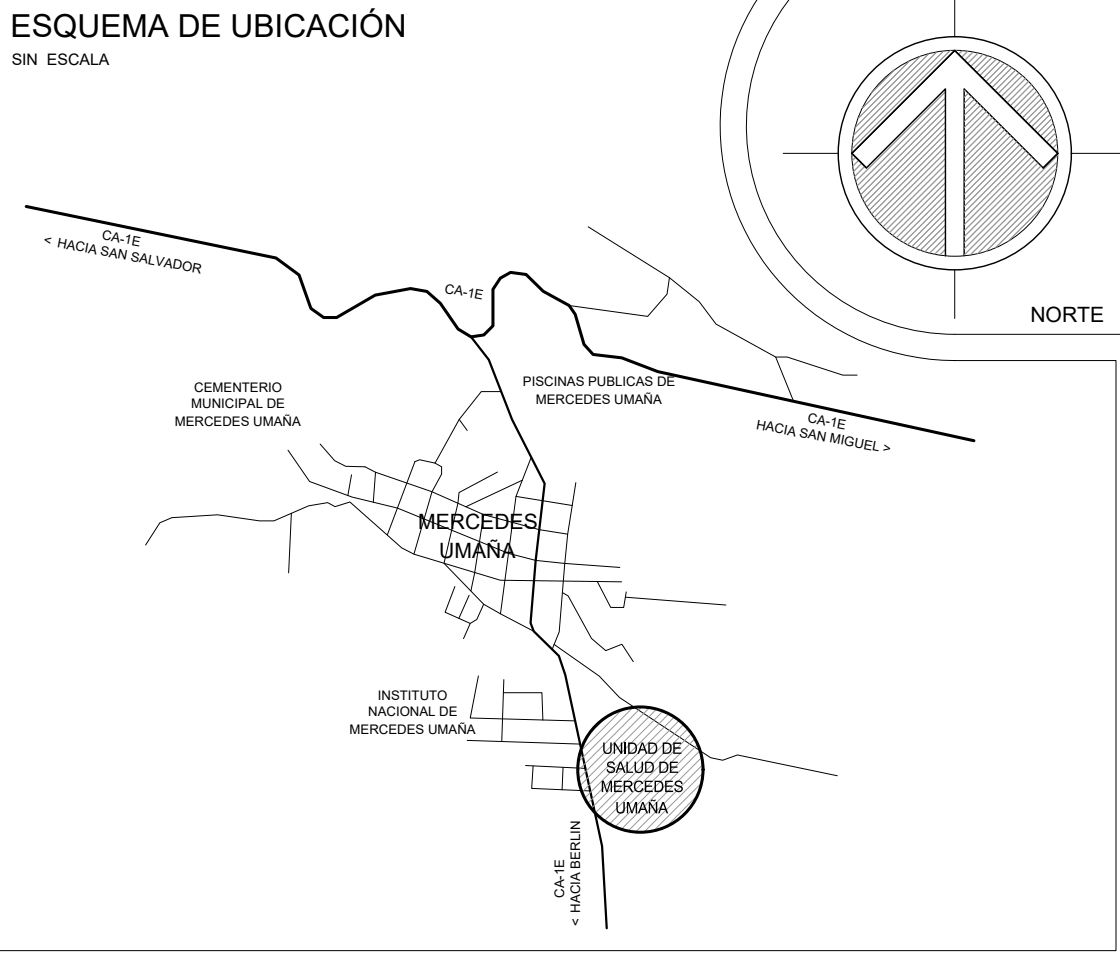 ESQUEMA DE UBICACIÓN
SIN ESCALA
NORTE
CA-1E
< HACIA SAN SALVADOR
CA-1E
CEMENTERIO
MUNICIPAL DE
MERCEDES UMAÑA
PISCINAS PUBLICAS DE
MERCEDES UMAÑA
CA-1E
HACIA SAN MIGUEL >
MERCEDES
UMAÑA
INSTITUTO
NACIONAL DE
MERCEDES UMAÑA
UNIDAD DE
SALUD DE
MERCEDES
UMAÑA
CA-1E
< HACIA BERLIN